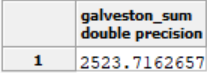 galveston_sum
double precision
1
2523.7162657